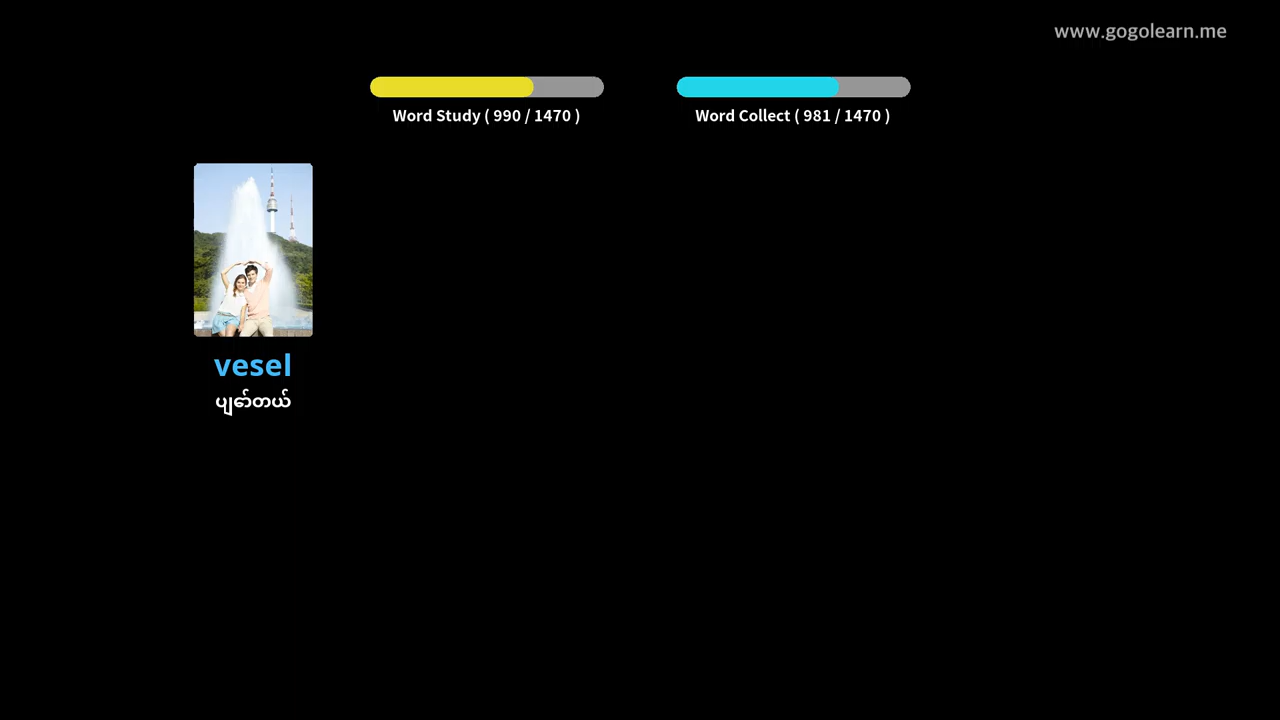 www.gogolearn.me
Word Study ( 990 / 1470 )
Word Collect ( 981 / 1470 )
vesel
ပျော်တယ်